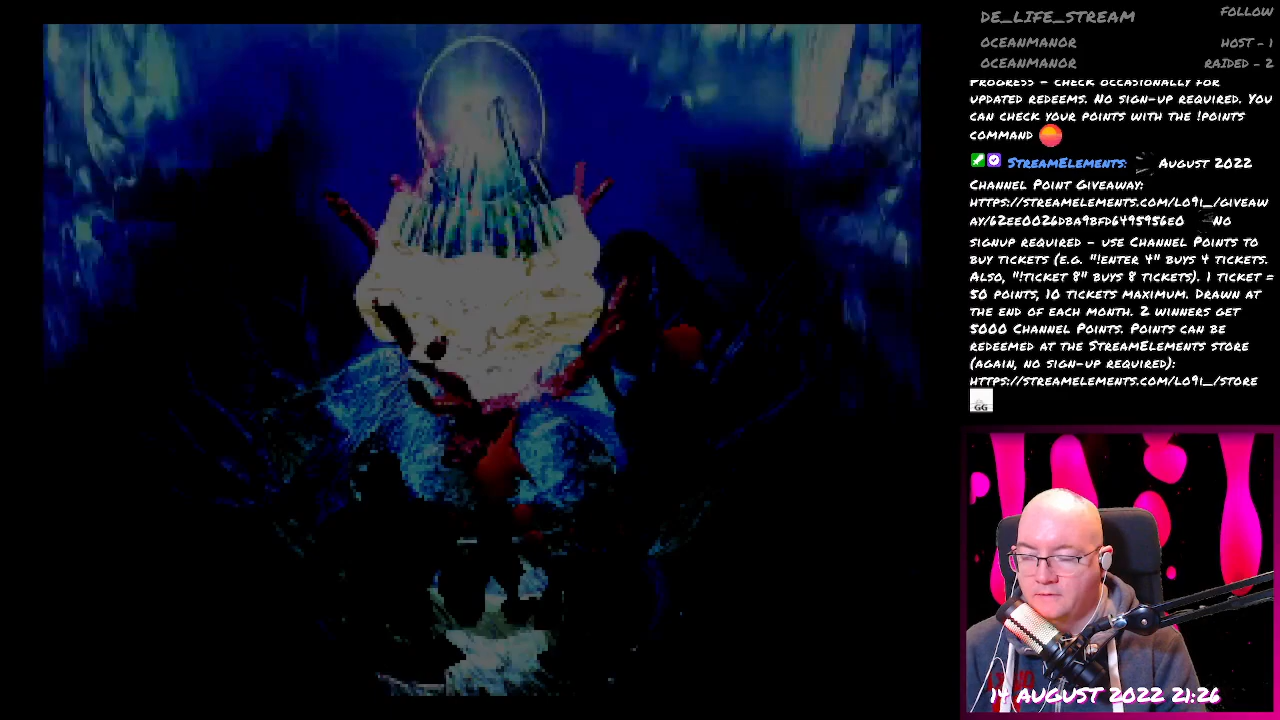 DE_LIFE_STREAM FOLLOW
OCEANMANOR HOST - 1
OCEANMANOR RAIDED - 2
PROGRESS - CHECK OCCASIONALLY FOR
UPDATED REDEEMS. NO SIGN-UP REQUIRED. YOU
CAN CHECK YOUR POINTS WITH THE !POINTS
COMMAND
STREAMELEMENTS: AUGUST 2022
CHANNEL POINT GIVEAWAY:
HTTPS://STREAMELEMENTS.COM/LO91_/GIVEAW
AY/62EE0026DBA9BFD6495956E0 NO
SIGNUP REQUIRED - USE CHANNEL POINTS TO
BUY TICKETS (E.G. "!ENTER 4" BUYS 4 TICKETS.
ALSO, "!TICKET 8" BUYS 8 TICKETS). 1 TICKET =
50 POINTS, 10 TICKETS MAXIMUM. DRAWN AT
THE END OF EACH MONTH. 2 WINNERS GET
5000 CHANNEL POINTS. POINTS CAN BE
REDEEMED AT THE STREAMELEMENTS STORE
(AGAIN, NO SIGN-UP REQUIRED):
HTTPS://STREAMELEMENTS.COM/LO91_/STORE
GG
14 AUGUST 2022 21:26